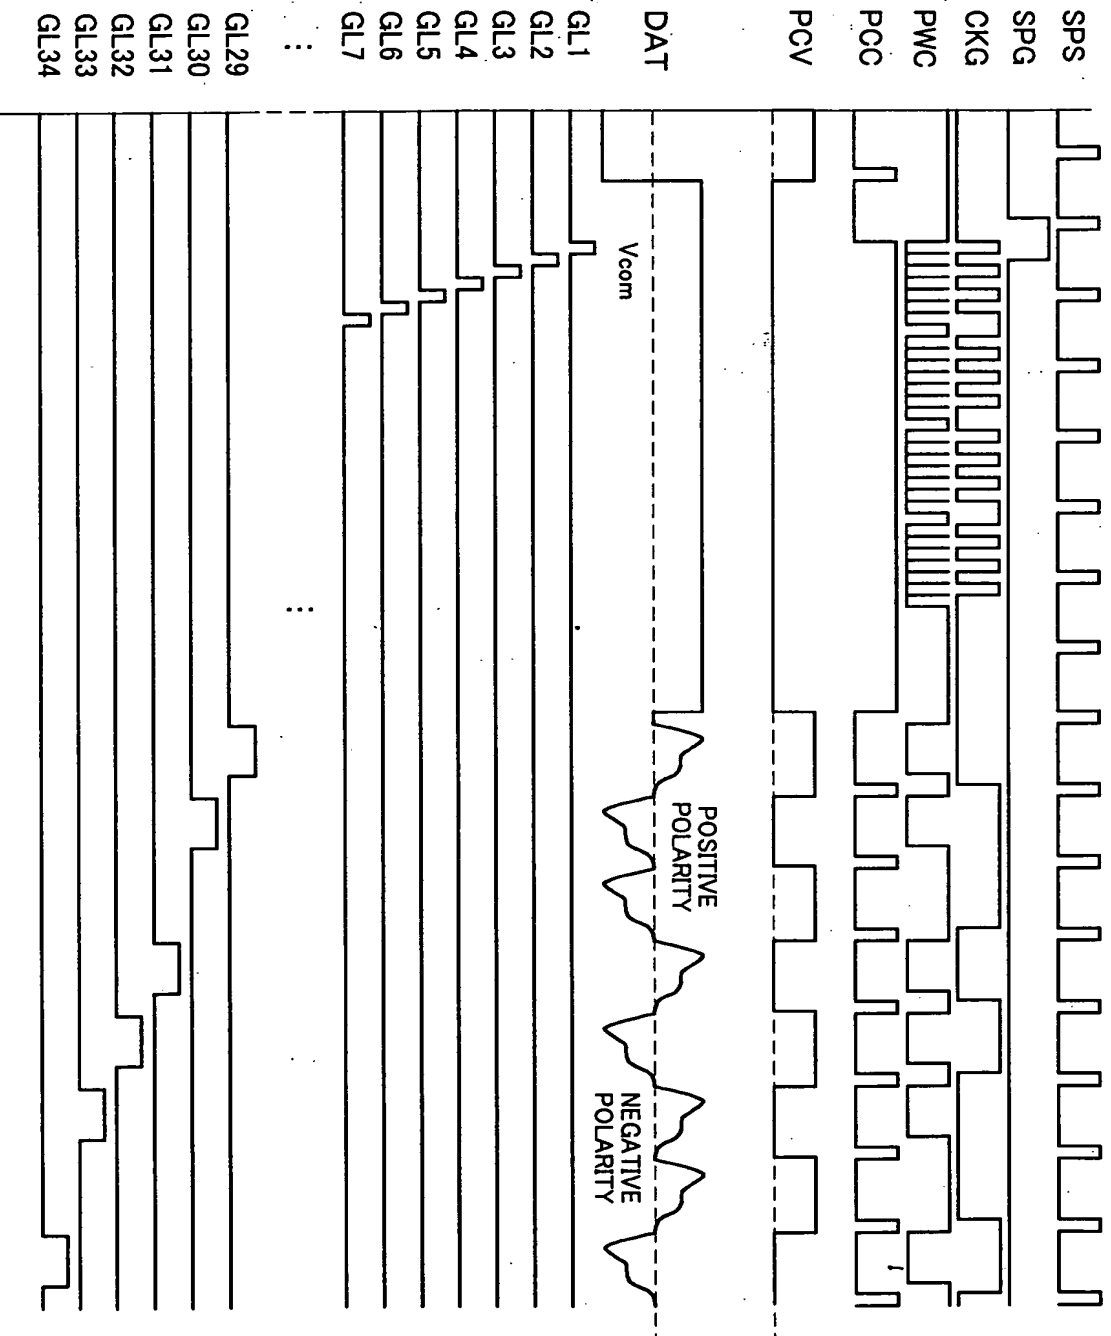 SPS
SPG
CKG
PWC
PCC
PCV
DAT
Vcom
POSITIVE
POLARITY
NEGATIVE
POLARITY
GL1
GL2
GL3
GL4
GL5
GL6
GL7
GL29
GL30
GL31
GL32
GL33
GL34